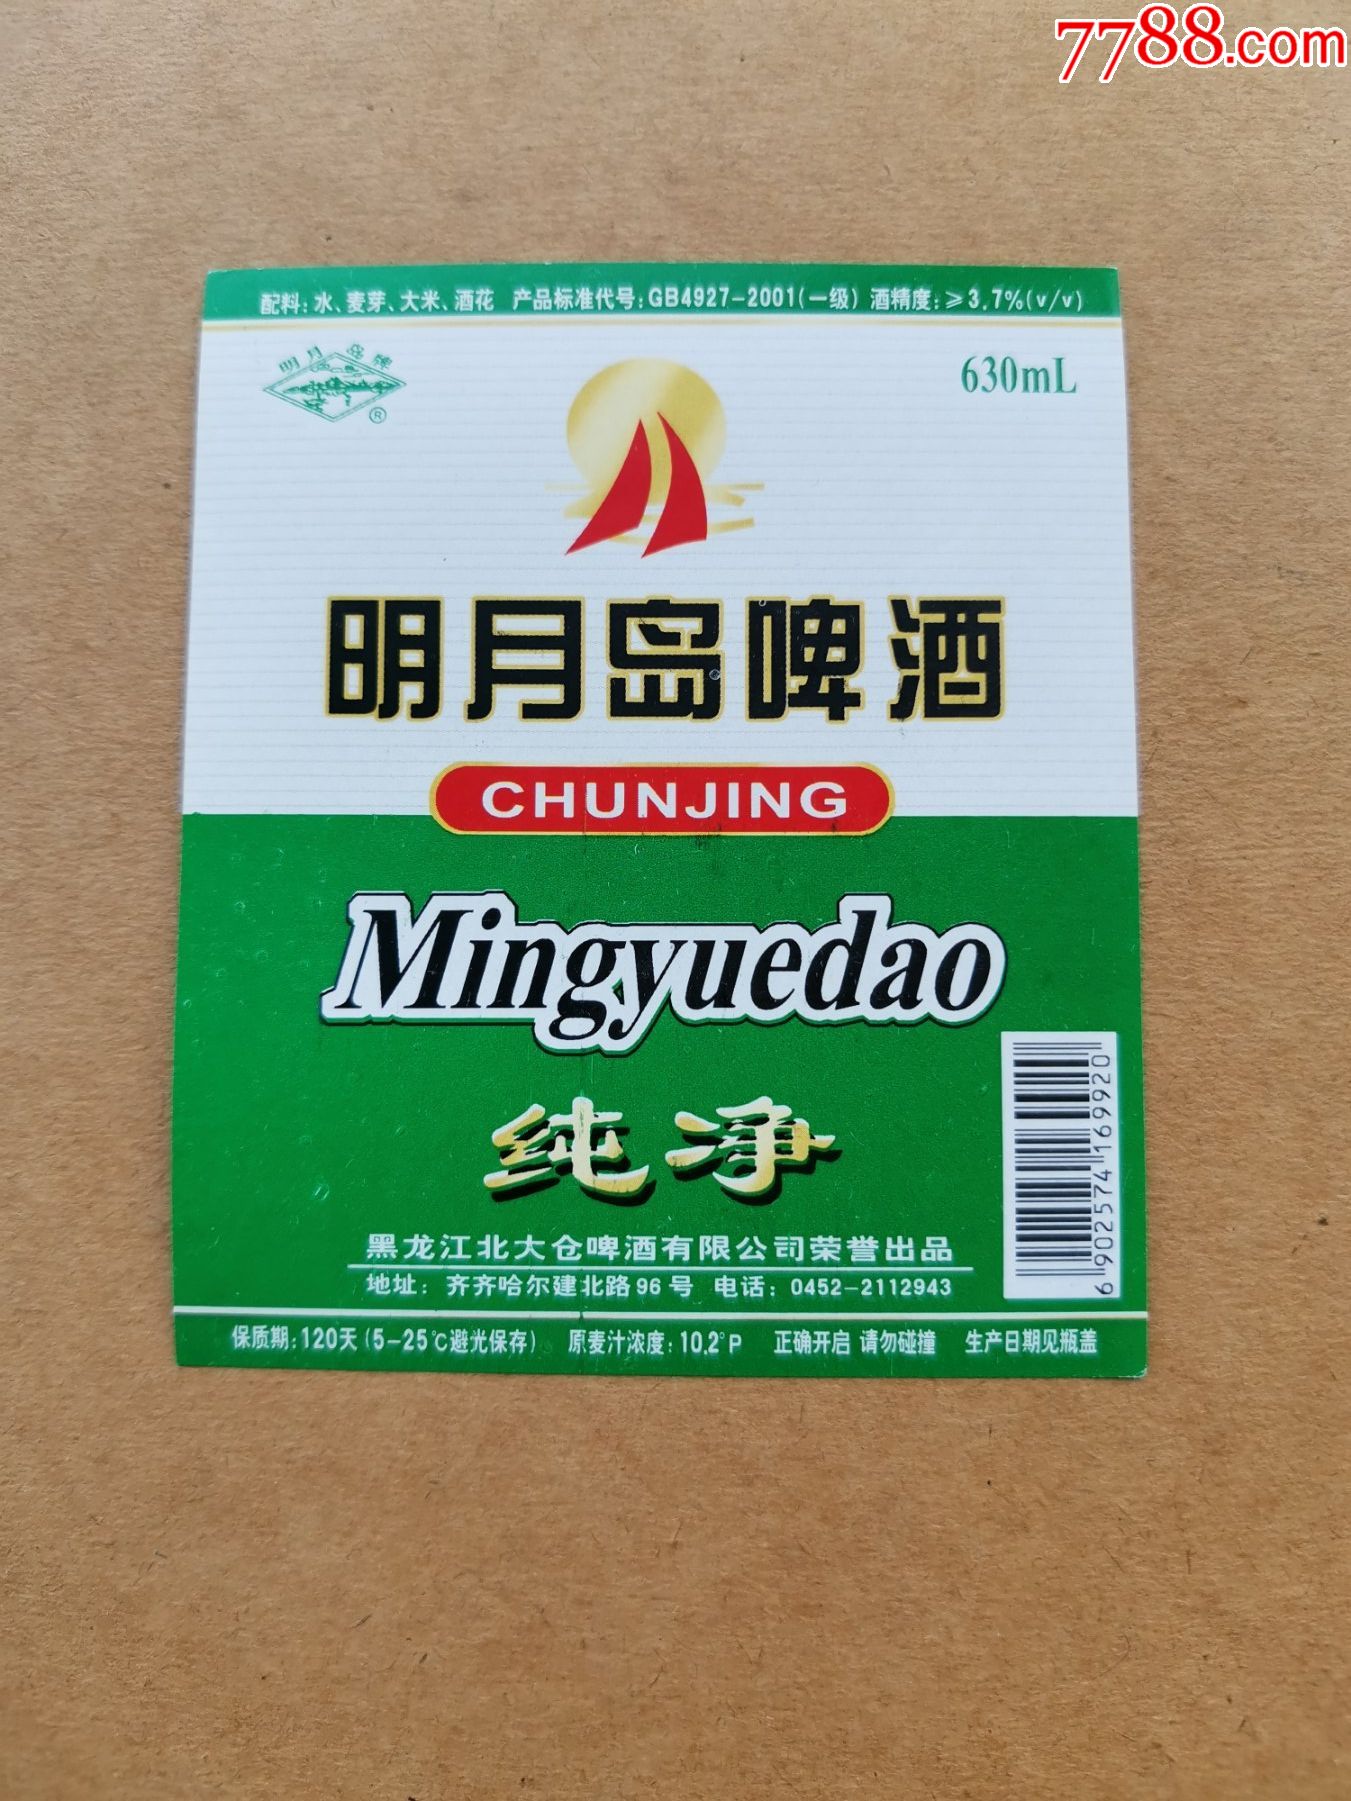 7788.com
配料:水、麦芽、大米、酒花 产品标准代号:GB4927-2001(一级) 酒精度:≥3.7%(v/v)
明月岛牌
®
630mL
明月岛啤酒
CHUNJING
Mingyuedao
纯净
6902574169920
黑龙江北大仓啤酒有限公司荣誉出品
地址: 齐齐哈尔建北路96号 电话: 0452-2112943
保质期:120天(5-25℃避光保存) 原麦汁浓度:10.2°P 正确开启 请勿碰撞 生产日期见瓶盖